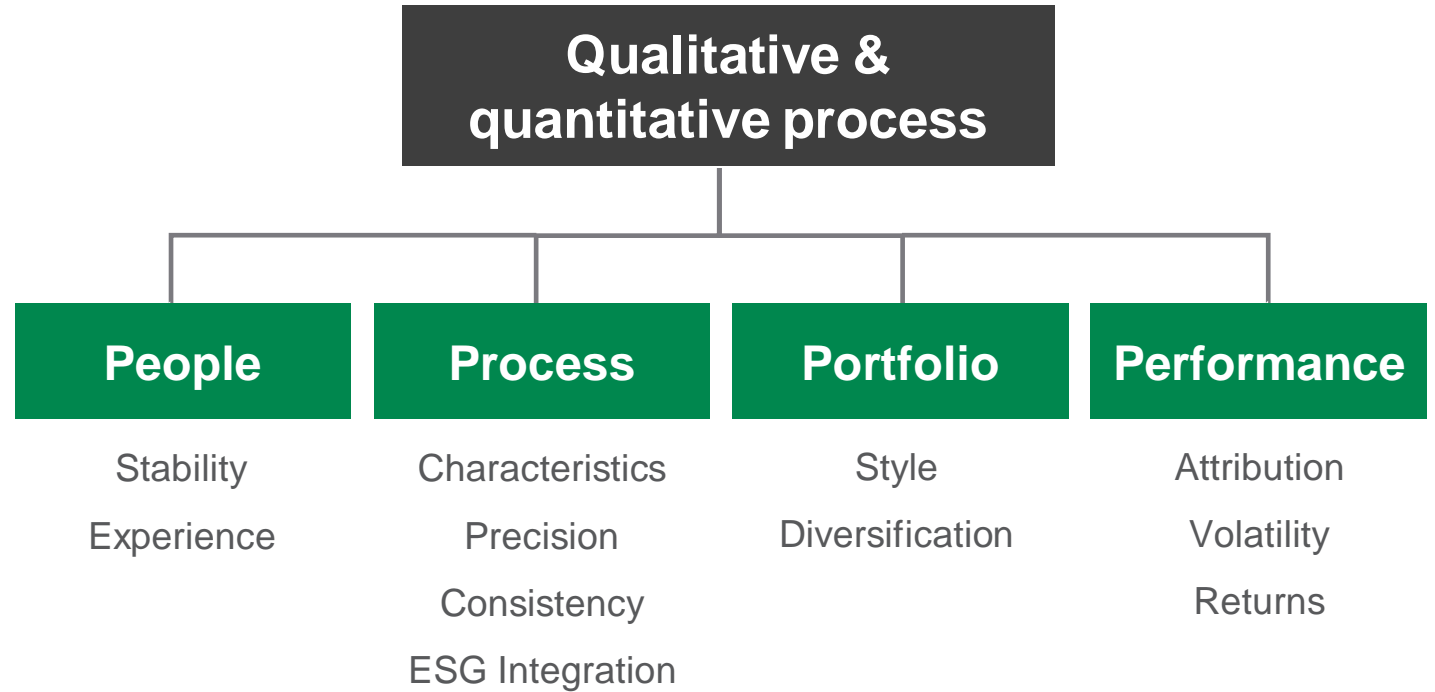 Qualitative &
quantitative process
People
Process
Portfolio
Performance
Stability
Experience
Characteristics
Precision
Consistency
ESG Integration
Style
Diversification
Attribution
Volatility
Returns